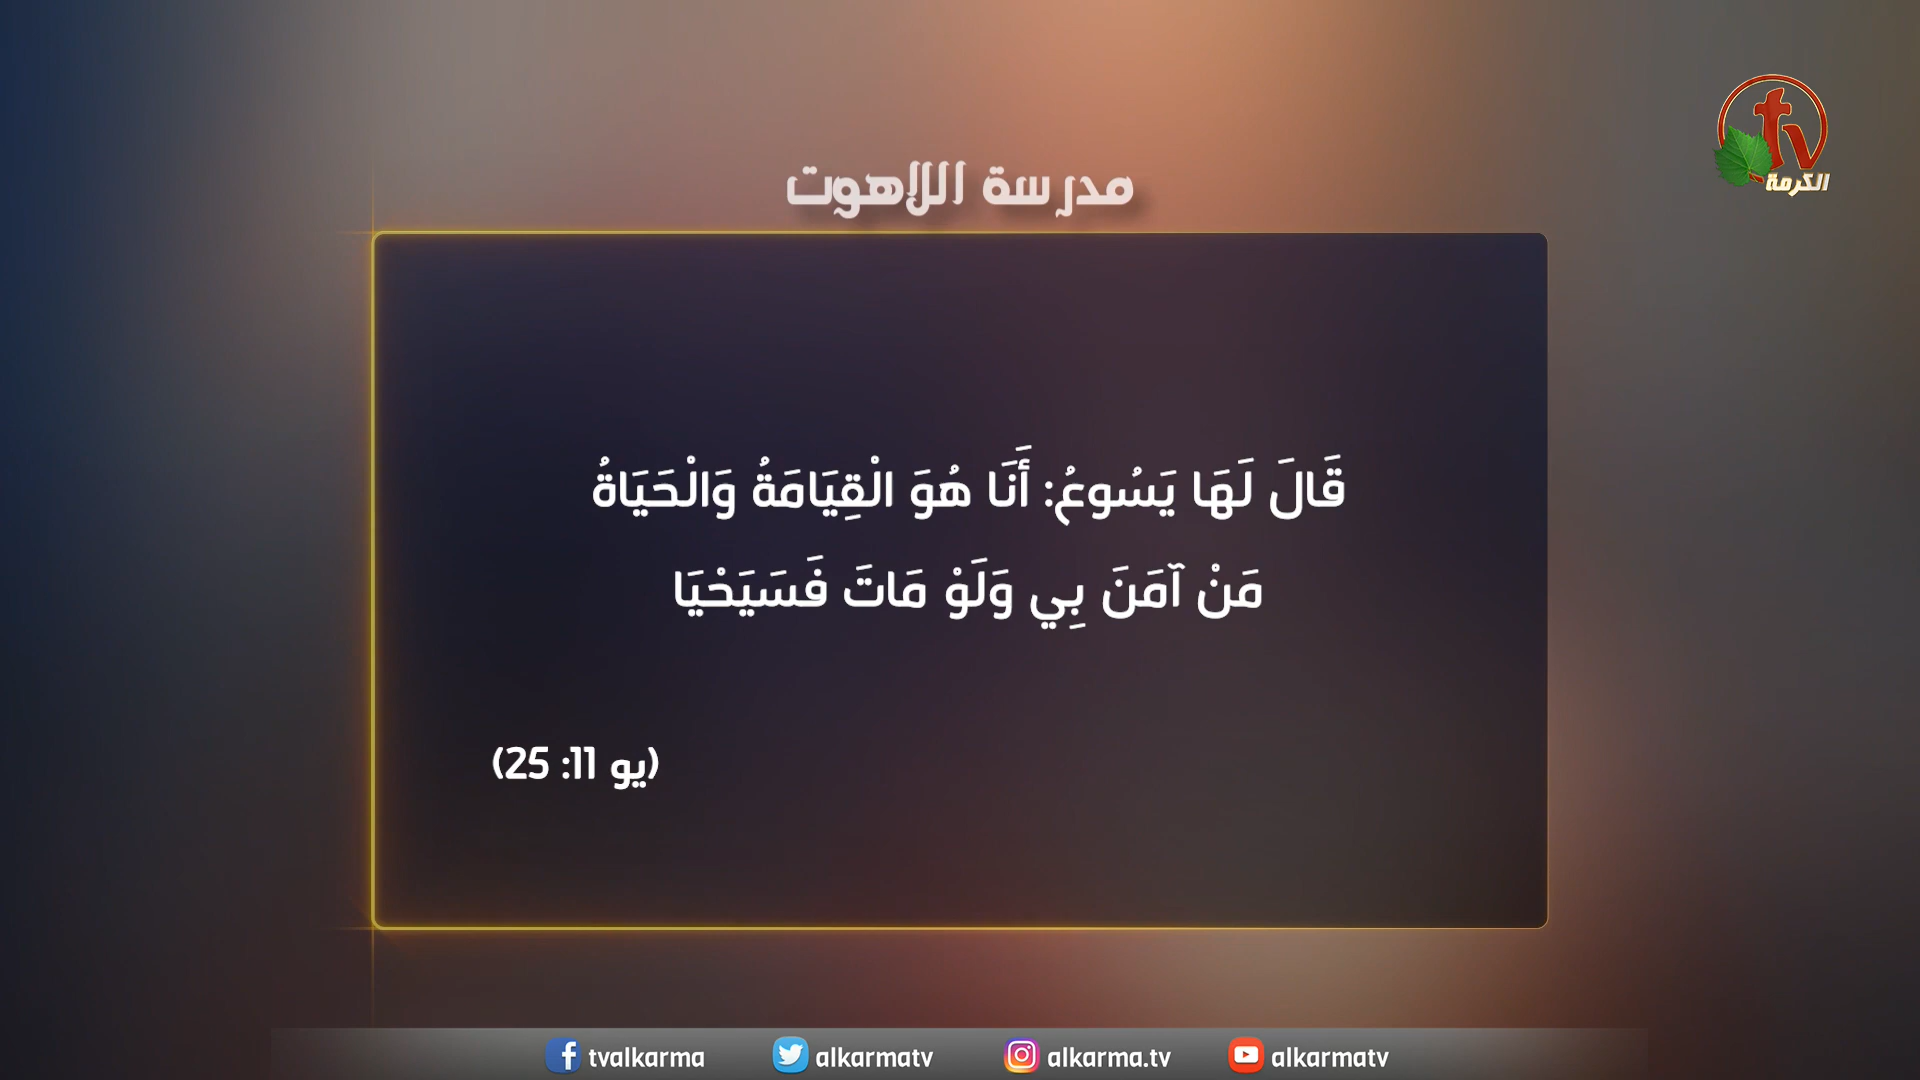 tv
الكرمة
مدرسة اللاهوت
قَالَ لَهَا يَسُوعُ: أَنَا هُوَ الْقِيَامَةُ وَالْحَيَاةُ
مَنْ آمَنَ بِي وَلَوْ مَاتَ فَسَيَحْيَا
(يو 11: 25)
tvalkarma alkarmatv alkarma.tv alkarmatv